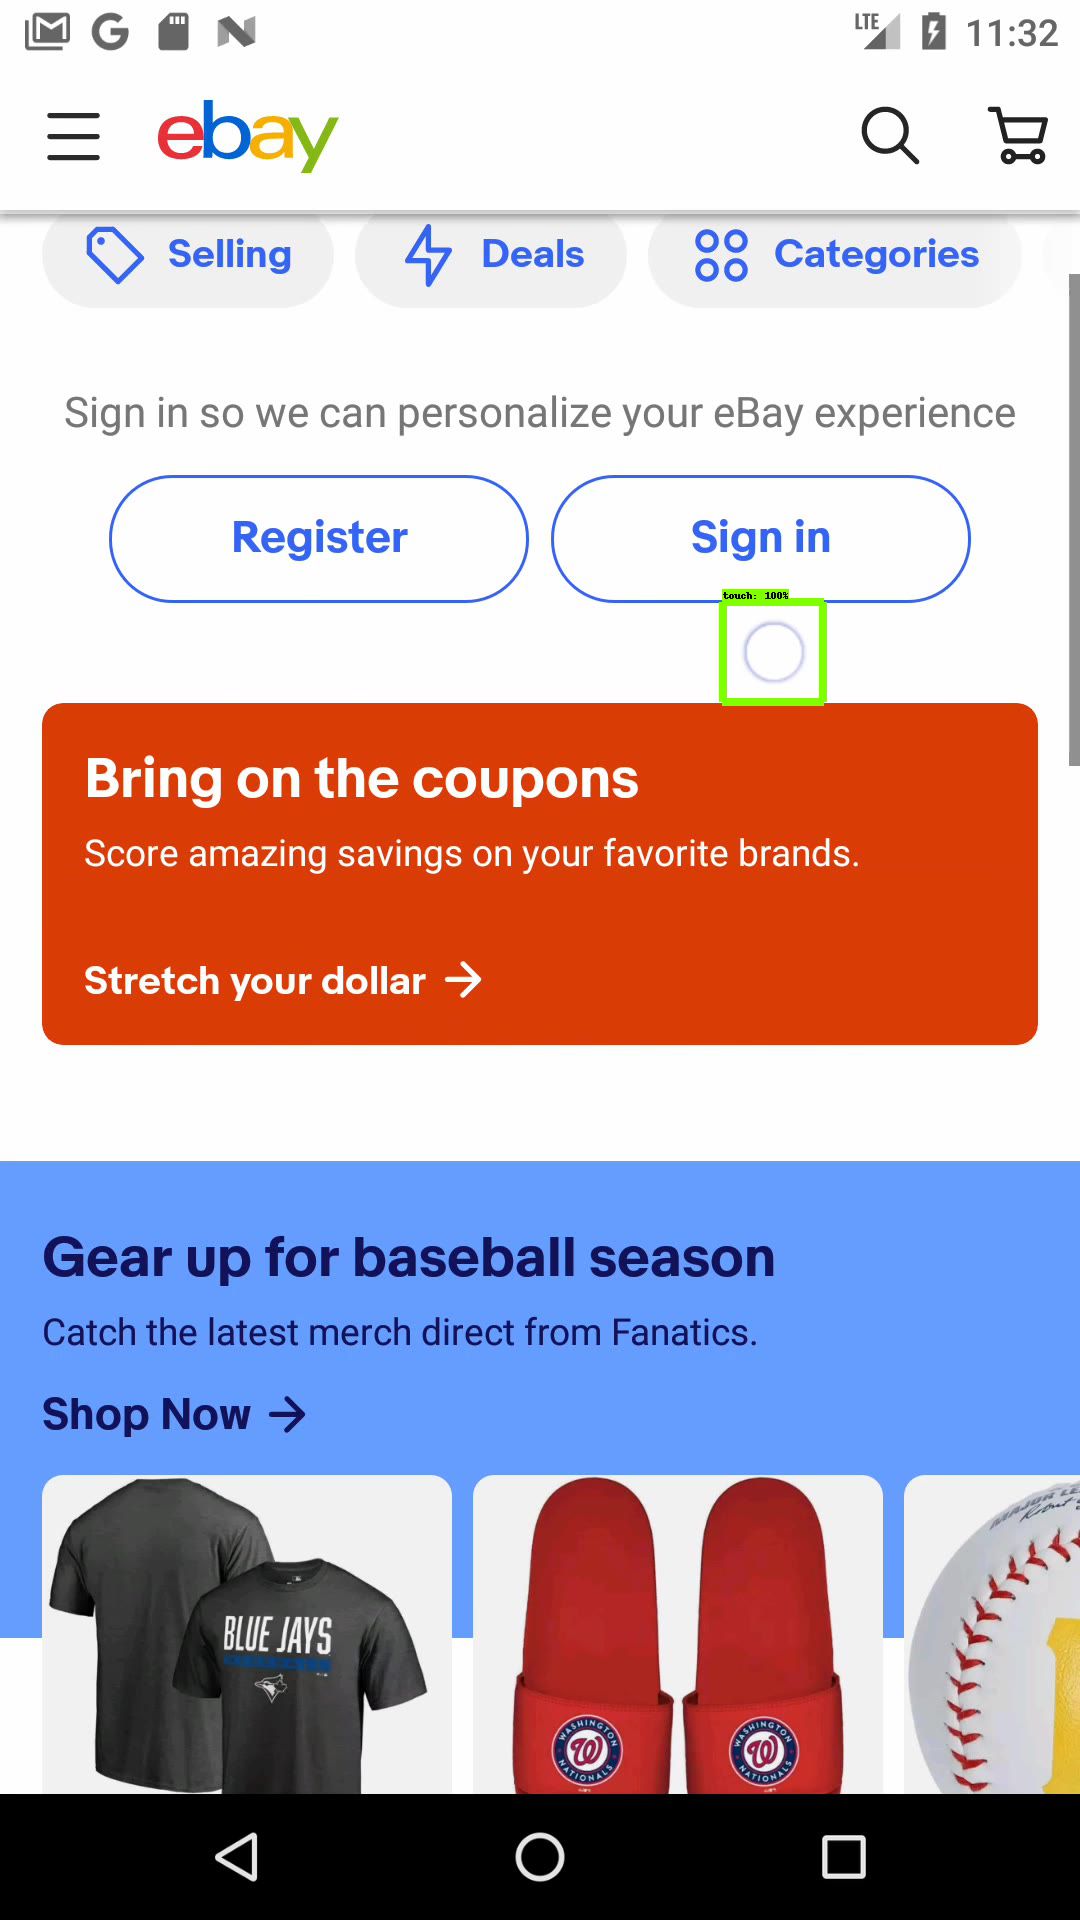 LTE 11:32
ebay
Selling Deals Categories
Sign in so we can personalize your eBay experience
Register Sign in
touch: 100%
Bring on the coupons
Score amazing savings on your favorite brands.
Stretch your dollar
Gear up for baseball season
Catch the latest merch direct from Fanatics.
Shop Now
BLUE JAYS
WASHINGTON
W
NATIONALS
WASHINGTON
W
NATIONALS